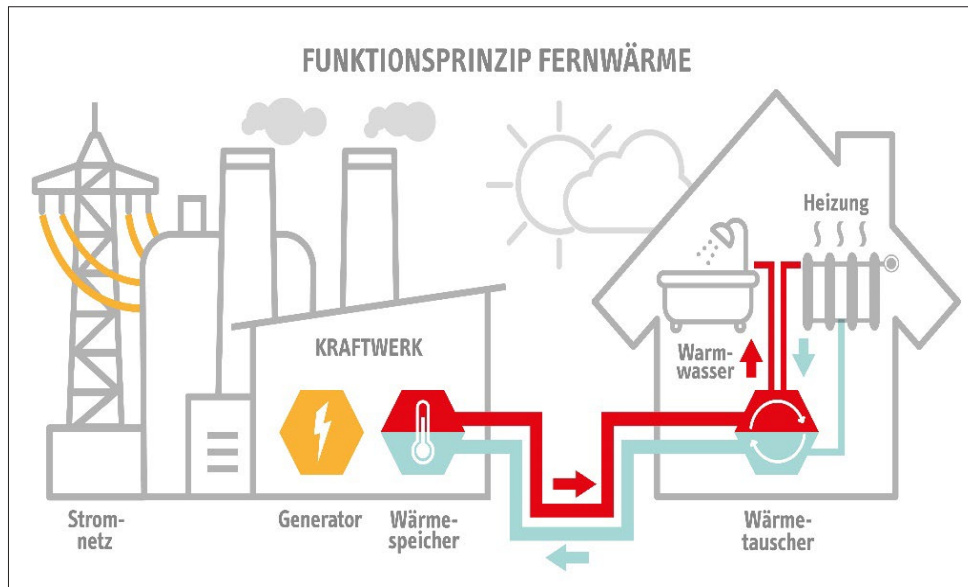 FUNKTIONSPRINZIP FERNWÄRME
Heizung
KRAFTWERK
Warm-
wasser
Strom-
netz
Generator
Wärme-
speicher
Wärme-
tauscher